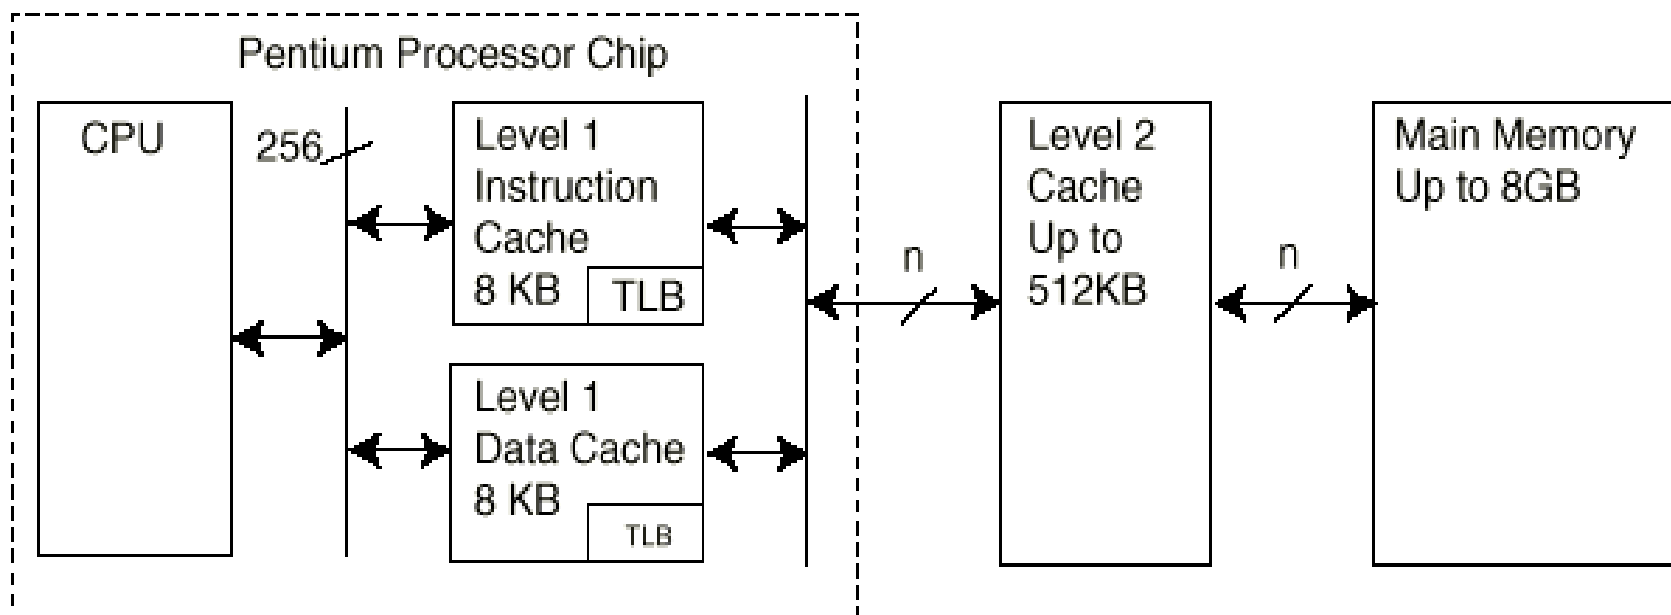 Pentium Processor Chip
CPU
256
Level 1
Instruction
Cache
8 KB
TLB
Level 1
Data Cache
8 KB
TLB
n
Level 2
Cache
Up to
512KB
n
Main Memory
Up to 8GB